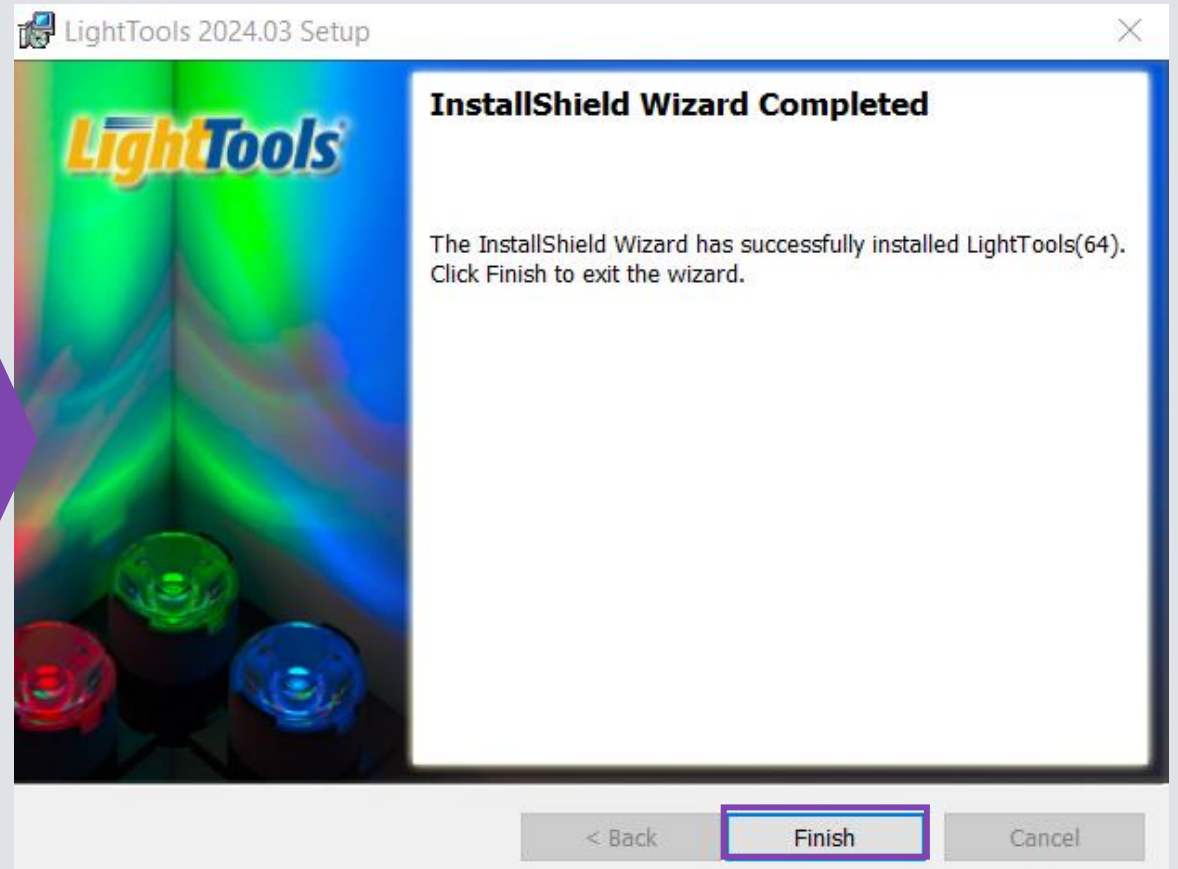 LightTools 2024.03 Setup
LightTools
InstallShield Wizard Completed
The InstallShield Wizard has successfully installed LightTools(64).
Click Finish to exit the wizard.
< Back
Finish
Cancel